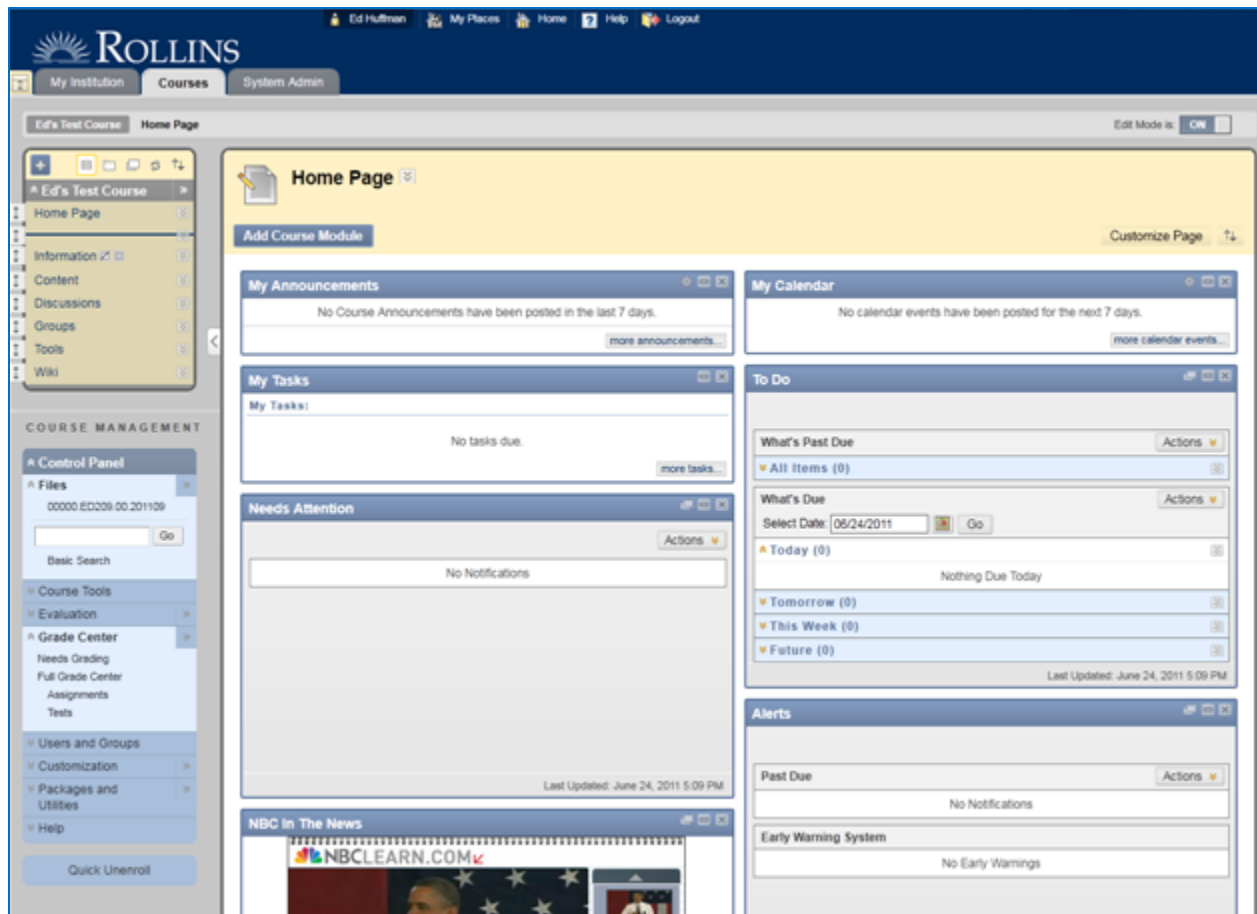 Ed Huffman My Places Home Help Logout
ROLLINS
My Institution Courses System Admin
Ed's Test Course Home Page
Edit Mode is: ON
Ed's Test Course
Home Page
Information
Content
Discussions
Groups
Tools
Wiki
COURSE MANAGEMENT
Control Panel
Files
00000.ED209.00.201109
Go
Basic Search
Course Tools
Evaluation
Grade Center
Needs Grading
Full Grade Center
Assignments
Tests
Users and Groups
Customization
Packages and
Utilities
Help
Quick Unenroll
Home Page
Add Course Module
Customize Page
My Announcements
No Course Announcements have been posted in the last 7 days.
more announcements...
My Tasks
My Tasks:
No tasks due.
more tasks...
Needs Attention
Actions
No Notifications
Last Updated: June 24, 2011 5:09 PM
NBC In The News
NBCLEARN.COM
My Calendar
No calendar events have been posted for the next 7 days.
more calendar events...
To Do
What's Past Due Actions
All Items (0)
What's Due Actions
Select Date: 06/24/2011 Go
Today (0)
Nothing Due Today
Tomorrow (0)
This Week (0)
Future (0)
Last Updated: June 24, 2011 5:09 PM
Alerts
Past Due Actions
No Notifications
Early Warning System
No Early Warnings